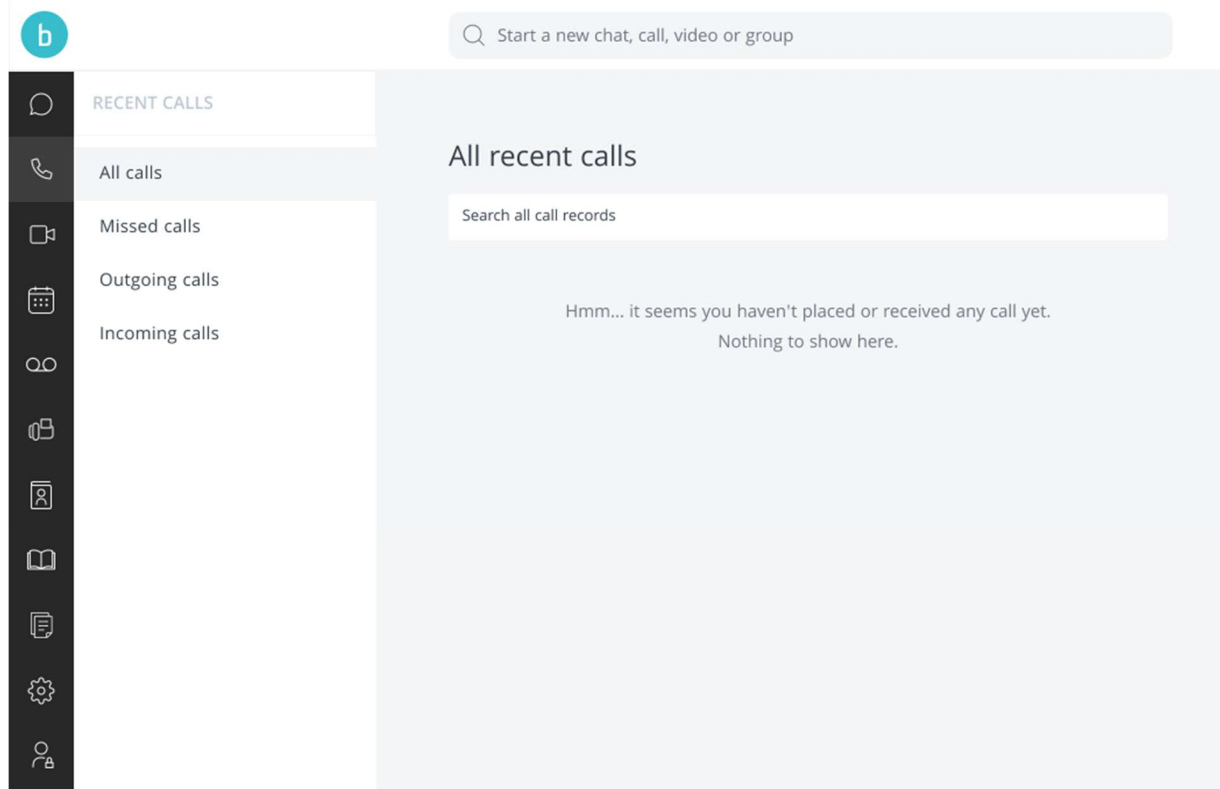 b
Start a new chat, call, video or group
RECENT CALLS
All calls
Missed calls
Outgoing calls
Incoming calls
All recent calls
Search all call records
Hmm... it seems you haven't placed or received any call yet.
Nothing to show here.